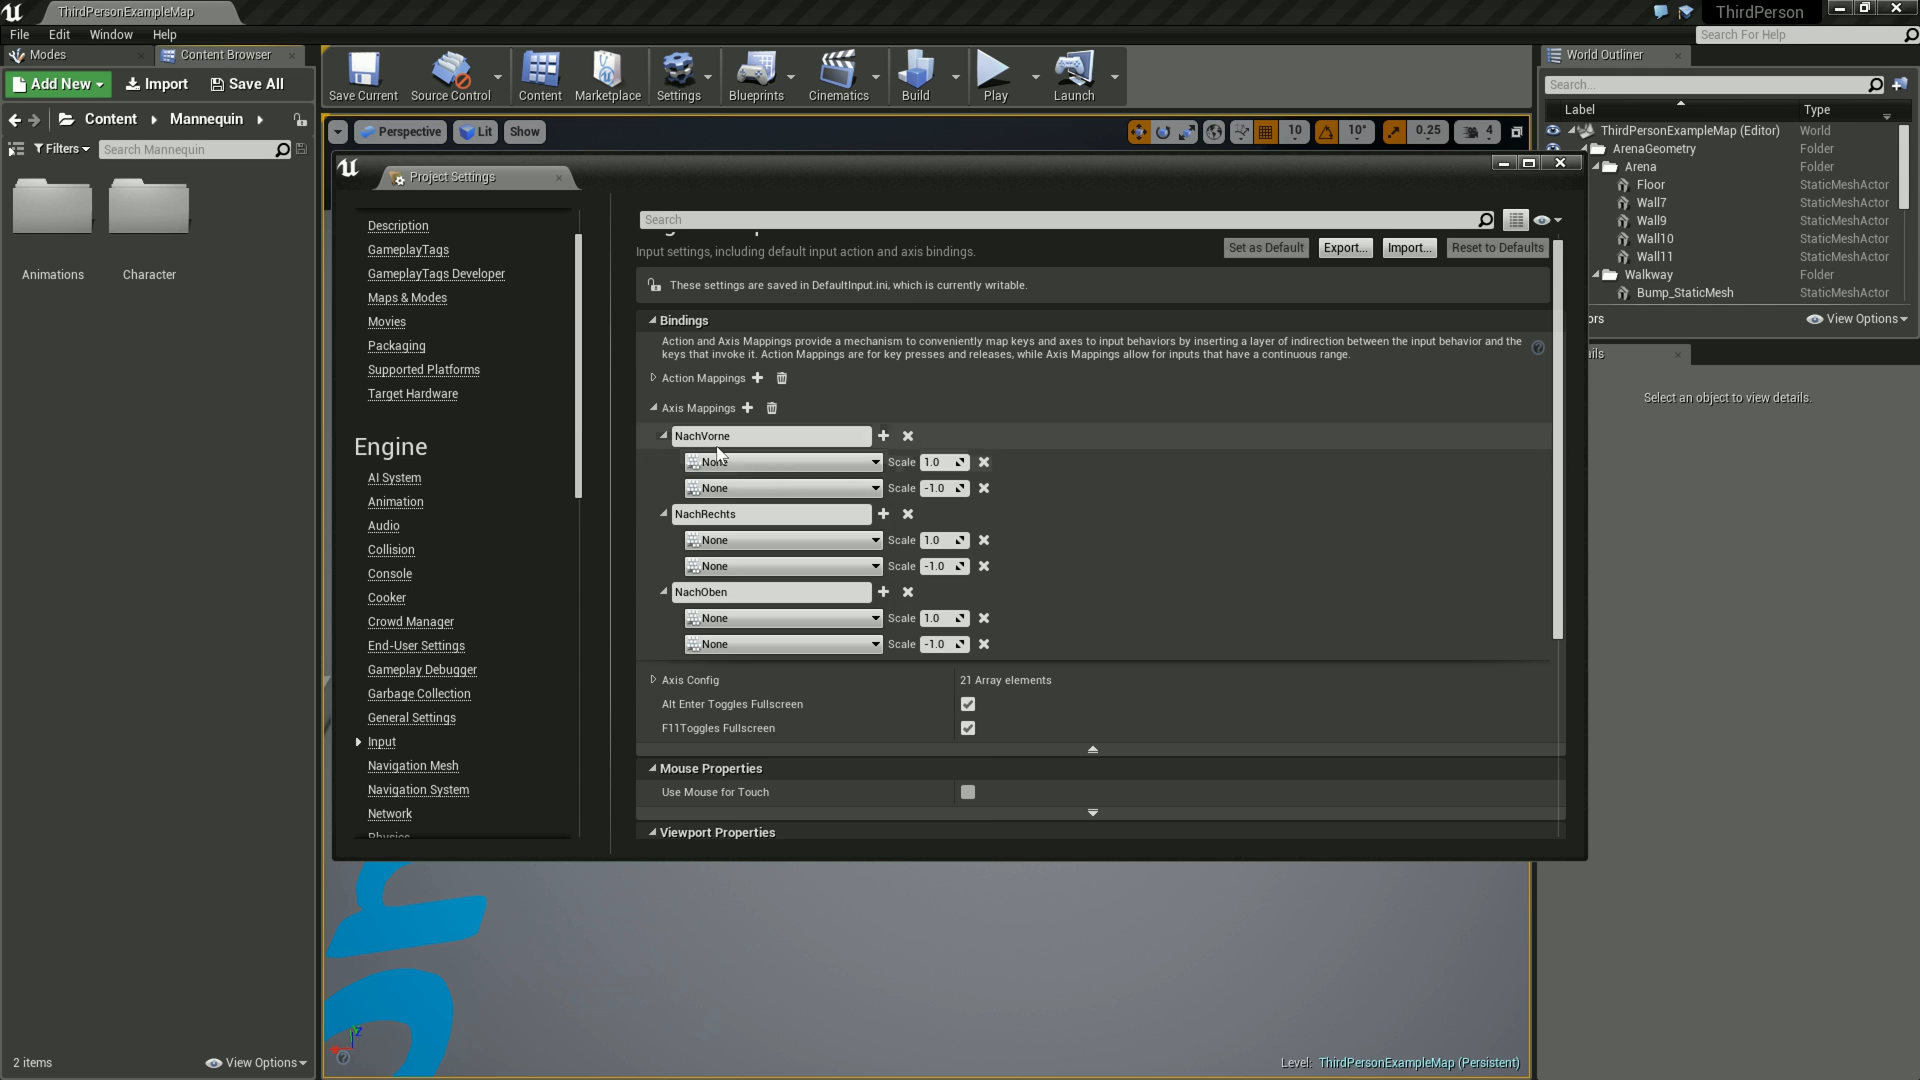 ThirdPersonExampleMap
ThirdPerson
File Edit Window Help
Search For Help
Modes
Content Browser
Add New
Import
Save All
Content
Mannequin
Filters
Search Mannequin
Animations
Character
2 items
View Options
Save Current
Source Control
Content
Marketplace
Settings
Blueprints
Cinematics
Build
Play
Launch
Perspective
Lit
Show
10
10°
0.25
4
Project Settings
Description
GameplayTags
GameplayTags Developer
Maps & Modes
Movies
Packaging
Supported Platforms
Target Hardware
Engine
AI System
Animation
Audio
Collision
Console
Cooker
Crowd Manager
End-User Settings
Gameplay Debugger
Garbage Collection
General Settings
Input
Navigation Mesh
Navigation System
Network
Physics
Search
Input settings, including default input action and axis bindings.
Set as Default
Export...
Import...
Reset to Defaults
These settings are saved in DefaultInput.ini, which is currently writable.
Bindings
Action and Axis Mappings provide a mechanism to conveniently map keys and axes to input behaviors by inserting a layer of indirection between the input behavior and the
keys that invoke it. Action Mappings are for key presses and releases, while Axis Mappings allow for inputs that have a continuous range.
Action Mappings
Axis Mappings
NachVorne
None Scale 1.0
None Scale -1.0
NachRechts
None Scale 1.0
None Scale -1.0
NachOben
None Scale 1.0
None Scale -1.0
Axis Config 21 Array elements
Alt Enter Toggles Fullscreen
F11Toggles Fullscreen
Mouse Properties
Use Mouse for Touch
Viewport Properties
Level: ThirdPersonExampleMap (Persistent)
World Outliner
Search...
Label Type
ThirdPersonExampleMap (Editor) World
ArenaGeometry Folder
Arena Folder
Floor StaticMeshActor
Wall7 StaticMeshActor
Wall9 StaticMeshActor
Wall10 StaticMeshActor
Wall11 StaticMeshActor
Walkway Folder
Bump_StaticMesh StaticMeshActor
ors
View Options
ails
Select an object to view details.